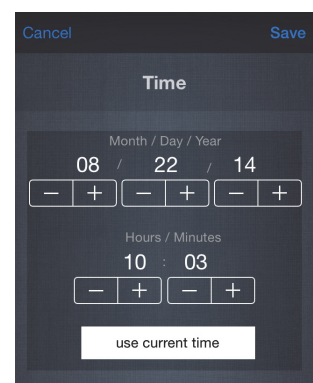 Cancel Save
Time
Month / Day / Year
08 / 22 / 14
− + − + − +
Hours / Minutes
10 : 03
− + − +
use current time